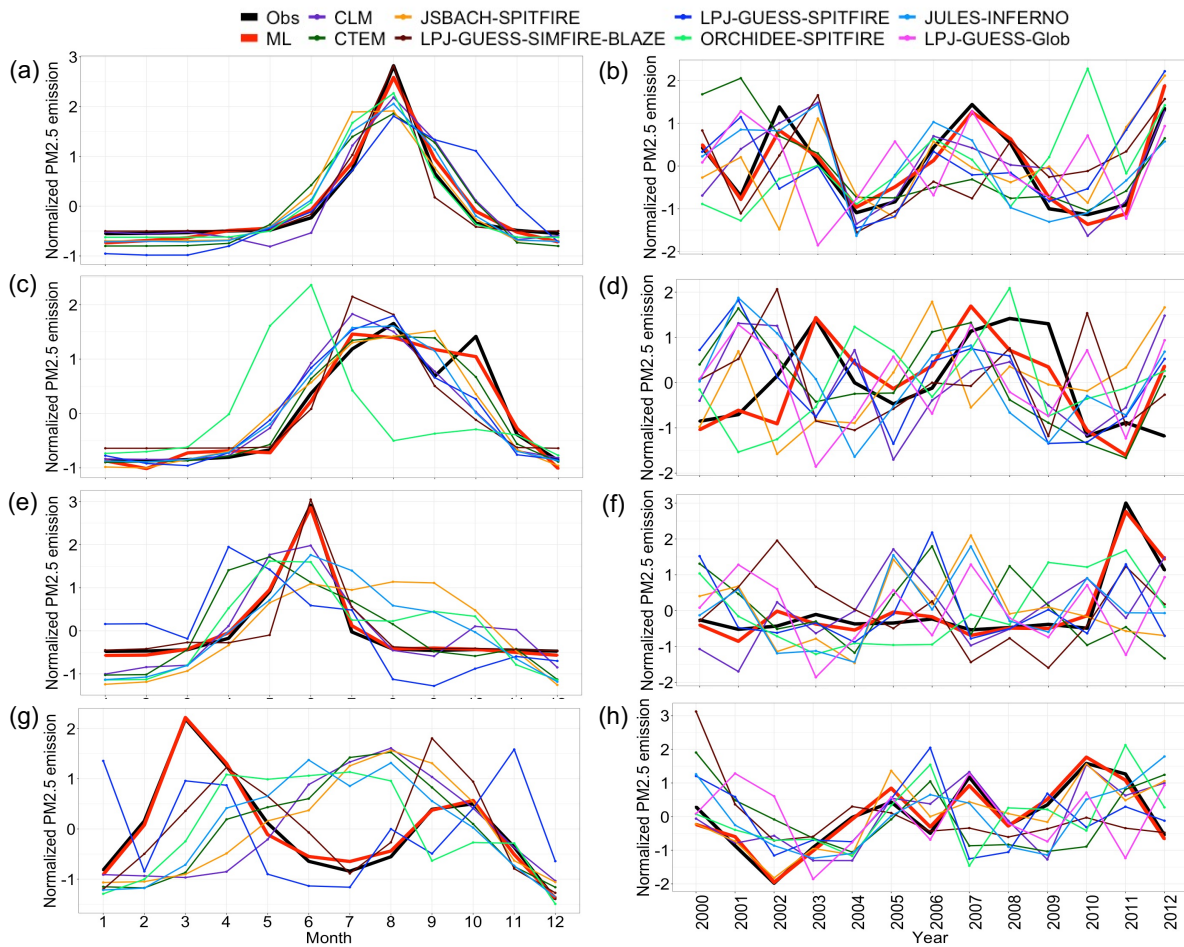 Obs CLM JSBACH-SPITFIRE LPJ-GUESS-SPITFIRE JULES-INFERNO
ML CTEM LPJ-GUESS-SIMFIRE-BLAZE ORCHIDEE-SPITFIRE LPJ-GUESS-Glob
(a)
Normalized PM2.5 emission
3
2
1
0
-1
(b)
Normalized PM2.5 emission
2
1
0
-1
-2
(c)
Normalized PM2.5 emission
2
1
0
-1
(d)
Normalized PM2.5 emission
2
1
0
-1
-2
(e)
Normalized PM2.5 emission
3
2
1
0
-1
(f)
Normalized PM2.5 emission
3
2
1
0
-1
-2
(g)
Normalized PM2.5 emission
2
1
0
-1
1 2 3 4 5 6 7 8 9 10 11 12
Month
(h)
Normalized PM2.5 emission
3
2
1
0
-1
-2
2000 2001 2002 2003 2004 2005 2006 2007 2008 2009 2010 2011 2012
Year